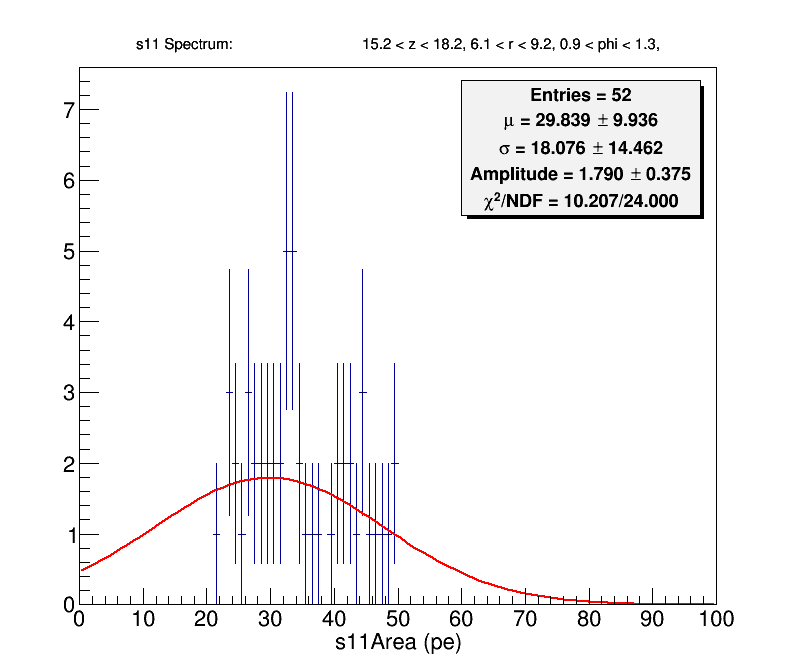 s11 Spectrum: 15.2 < z < 18.2, 6.1 < r < 9.2, 0.9 < phi < 1.3,
Entries = 52
μ = 29.839 ± 9.936
σ = 18.076 ± 14.462
Amplitude = 1.790 ± 0.375
χ²/NDF = 10.207/24.000
7
6
5
4
3
2
1
0
0 10 20 30 40 50 60 70 80 90 100
s11Area (pe)